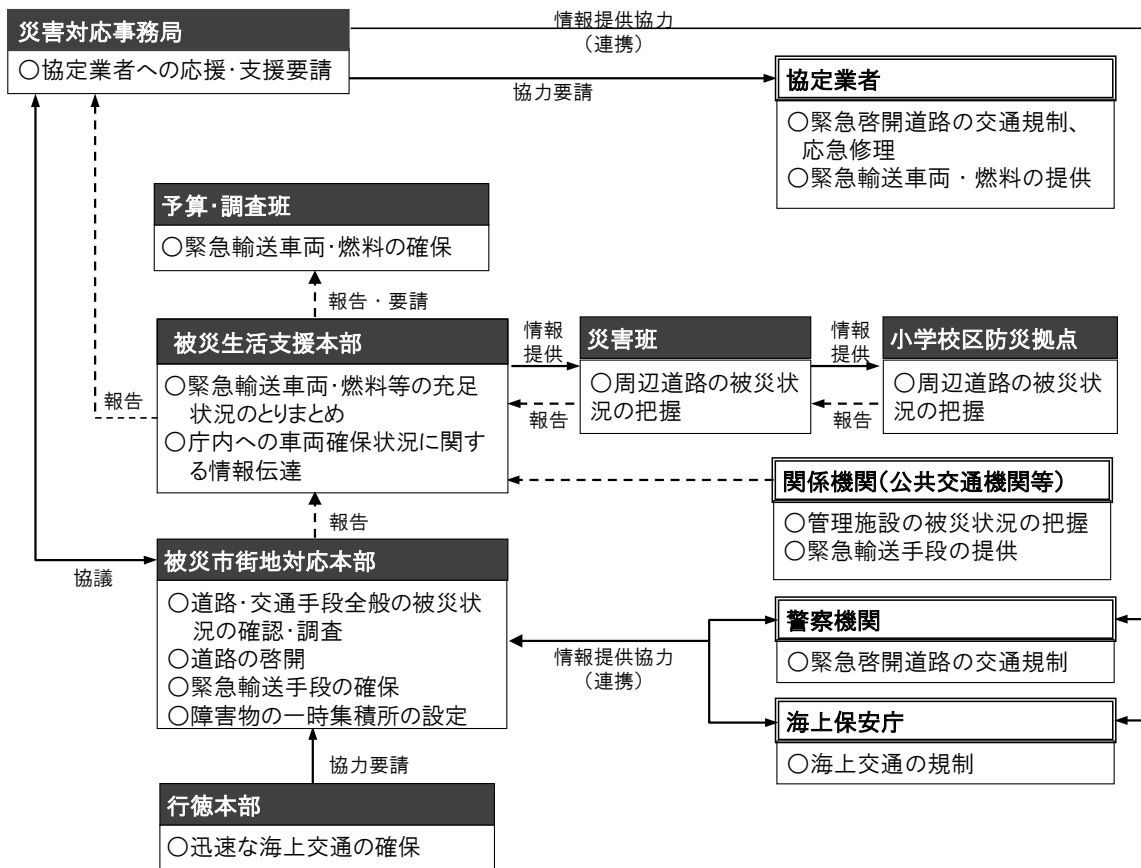 災害対応事務局
○協定業者への応援・支援要請
情報提供協力
（連携）
協力要請
協定業者
○緊急啓開道路の交通規制、
応急修理
○緊急輸送車両・燃料の提供
予算・調査班
○緊急輸送車両・燃料の確保
報告・要請
報告
被災生活支援本部
○緊急輸送車両・燃料等の充足
状況のとりまとめ
○庁内への車両確保状況に関す
る情報伝達
情報
提供
報告
災害班
○周辺道路の被災状
況の把握
情報
提供
報告
小学校区防災拠点
○周辺道路の被災状
況の把握
関係機関（公共交通機関等）
○管理施設の被災状況の把握
○緊急輸送手段の提供
報告
協議
被災市街地対応本部
○道路・交通手段全般の被災状
況の確認・調査
○道路の啓開
○緊急輸送手段の確保
○障害物の一時集積所の設定
情報提供協力
（連携）
警察機関
○緊急啓開道路の交通規制
海上保安庁
○海上交通の規制
協力要請
行徳本部
○迅速な海上交通の確保